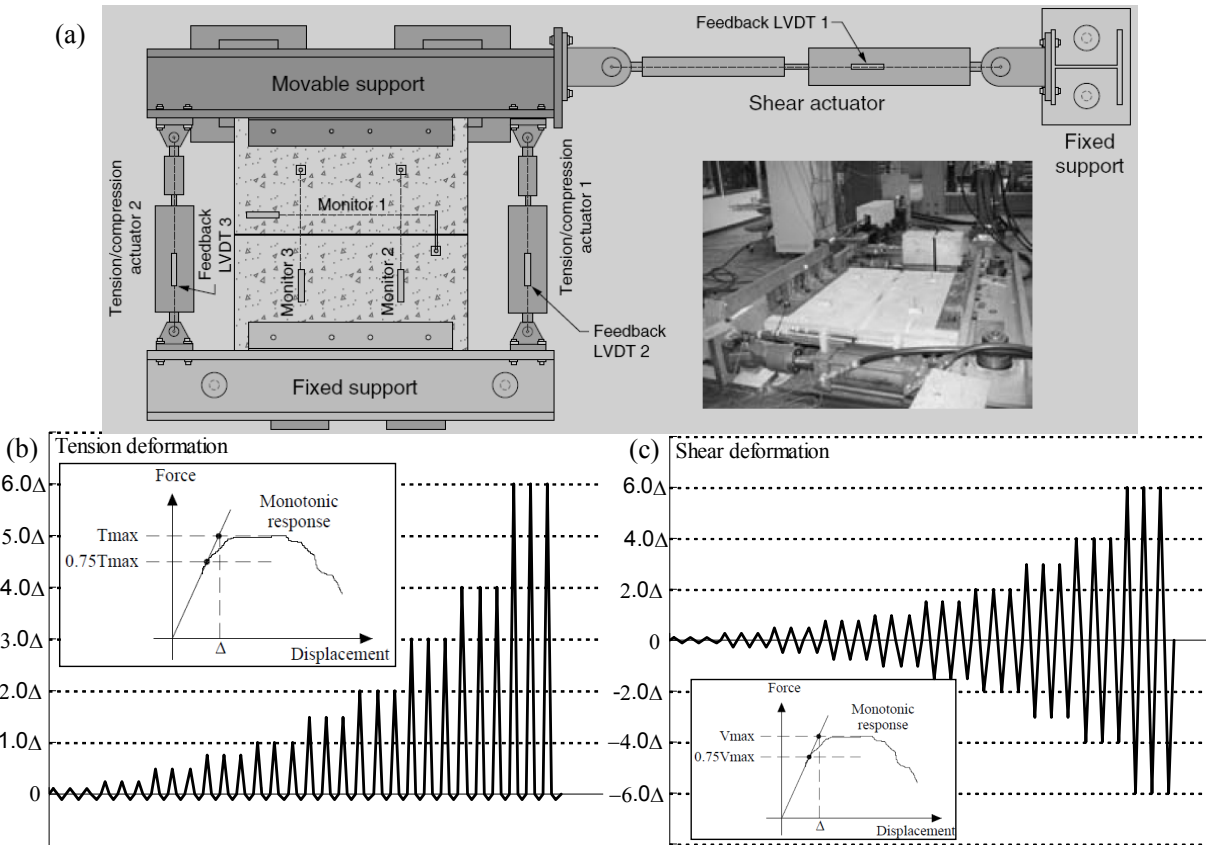 (a)
Feedback LVDT 1
Movable support
Shear actuator
Fixed
support
Tension/compression
actuator 2
Feedback
LVDT 3
Monitor 1
Monitor 3
Monitor 2
Tension/compression
actuator 1
Feedback
LVDT 2
Fixed support
(b) Tension deformation
6.0Δ
5.0Δ
4.0Δ
3.0Δ
2.0Δ
1.0Δ
0
Force
Monotonic
response
Tmax
0.75Tmax
Δ
Displacement
(c) Shear deformation
6.0Δ
4.0Δ
2.0Δ
0
-2.0Δ
−4.0Δ
−6.0Δ
Force
Monotonic
response
Vmax
0.75Vmax
Δ
Displacement